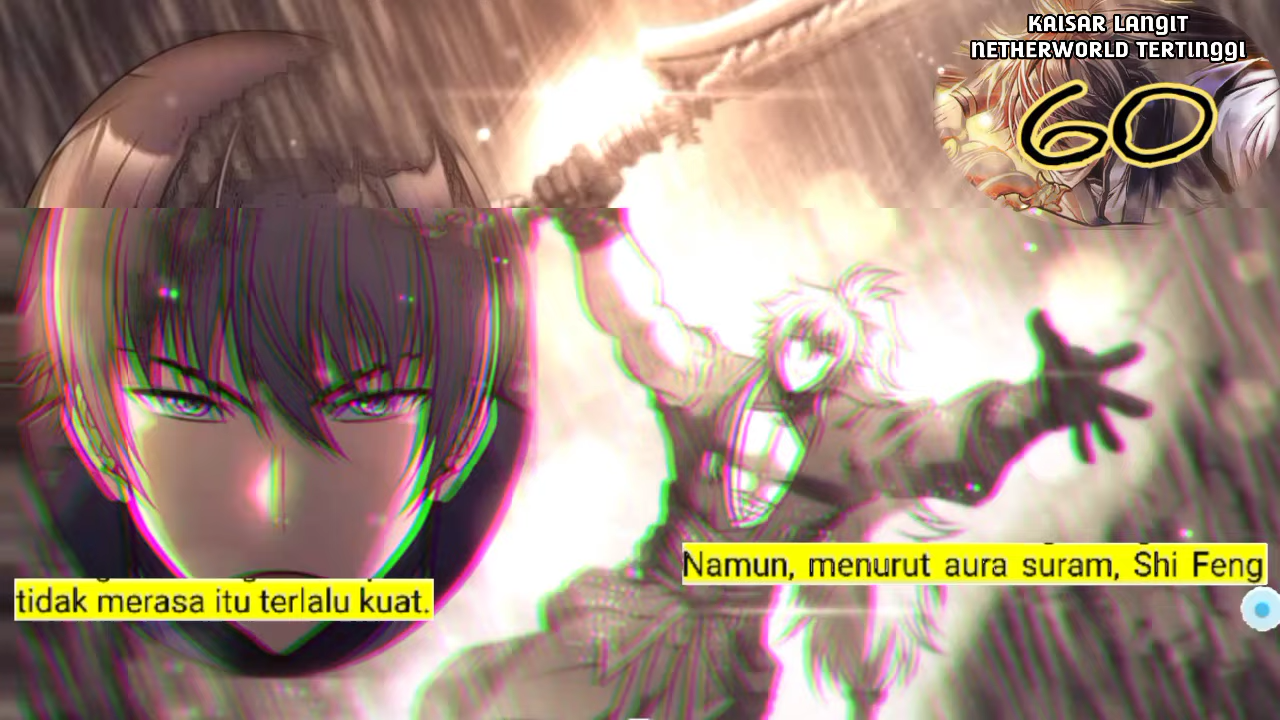 KAISAR LANGIT
NETHERWORLD TERTINGGI
60
Namun, menurut aura suram, Shi Feng
tidak merasa itu terlalu kuat.